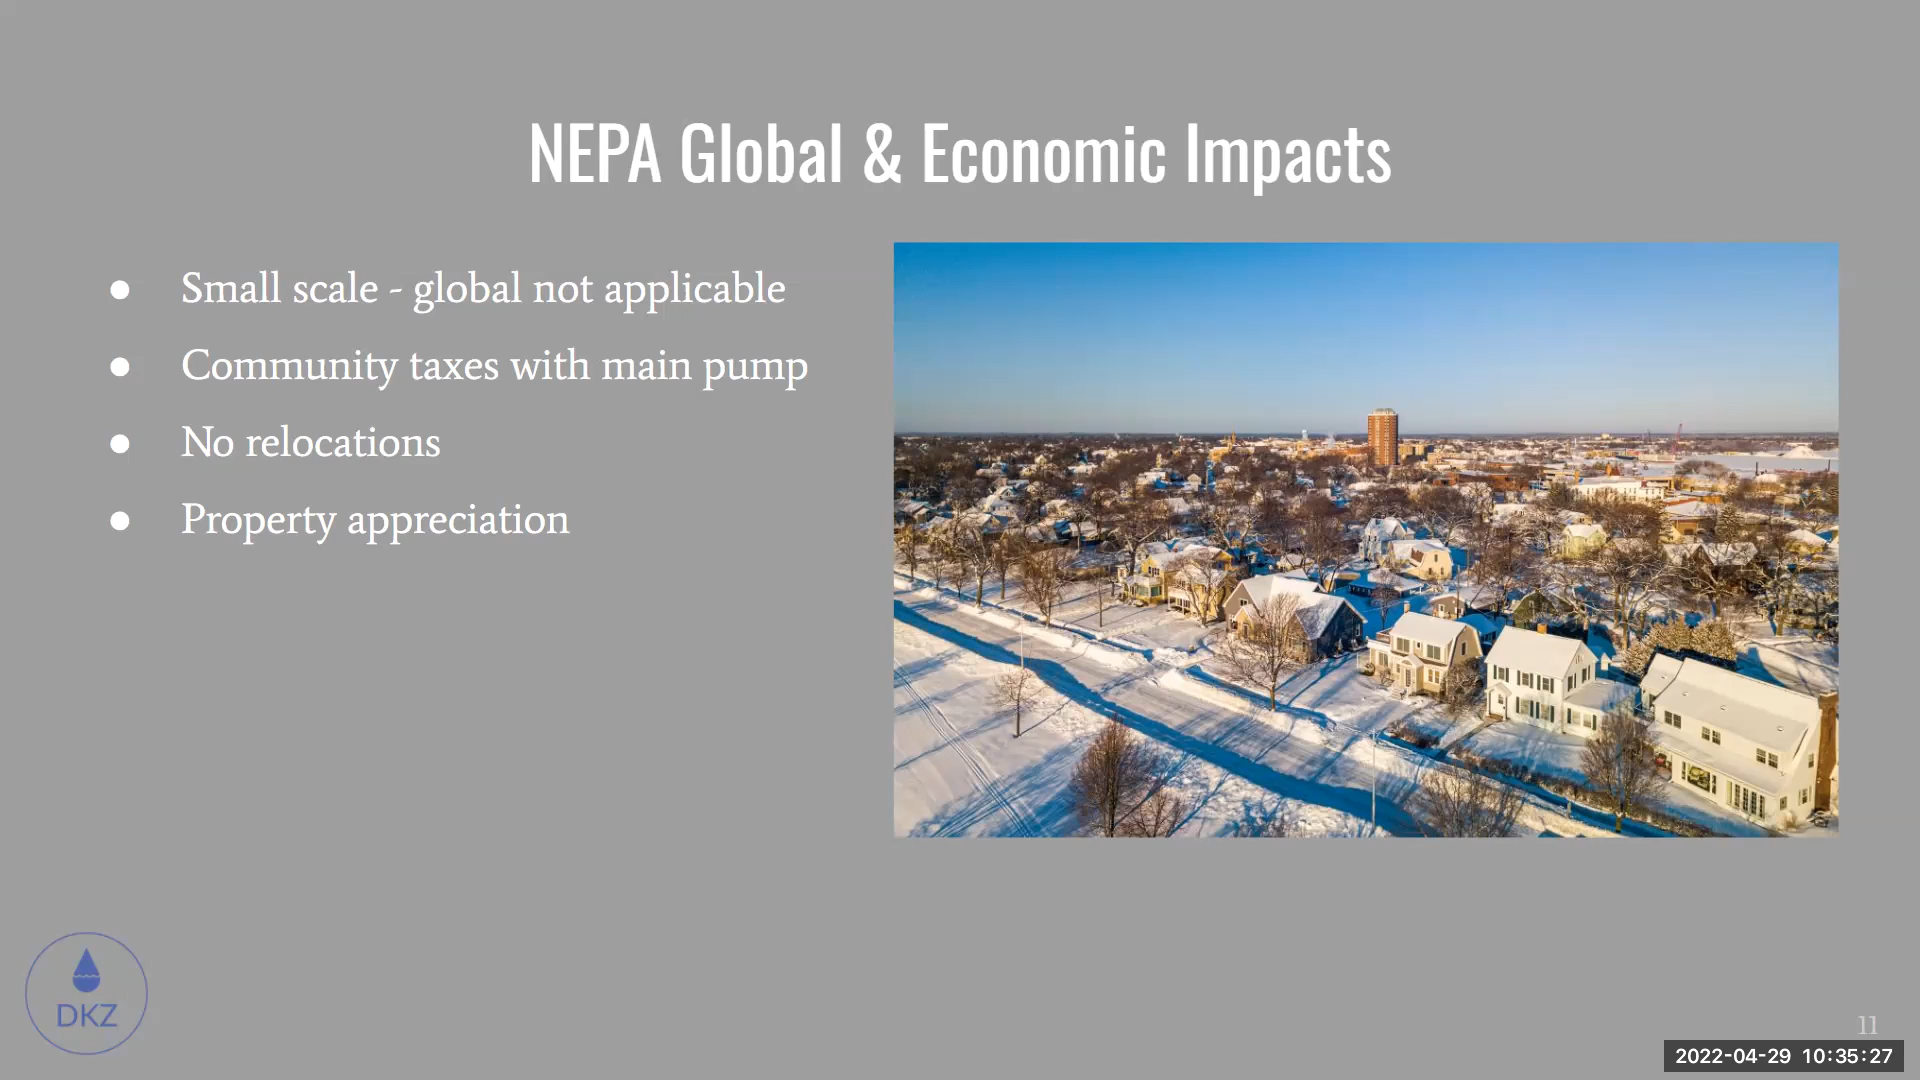 NEPA Global & Economic Impacts
● Small scale - global not applicable
● Community taxes with main pump
● No relocations
● Property appreciation
DKZ
11
2022-04-29 10:35:27